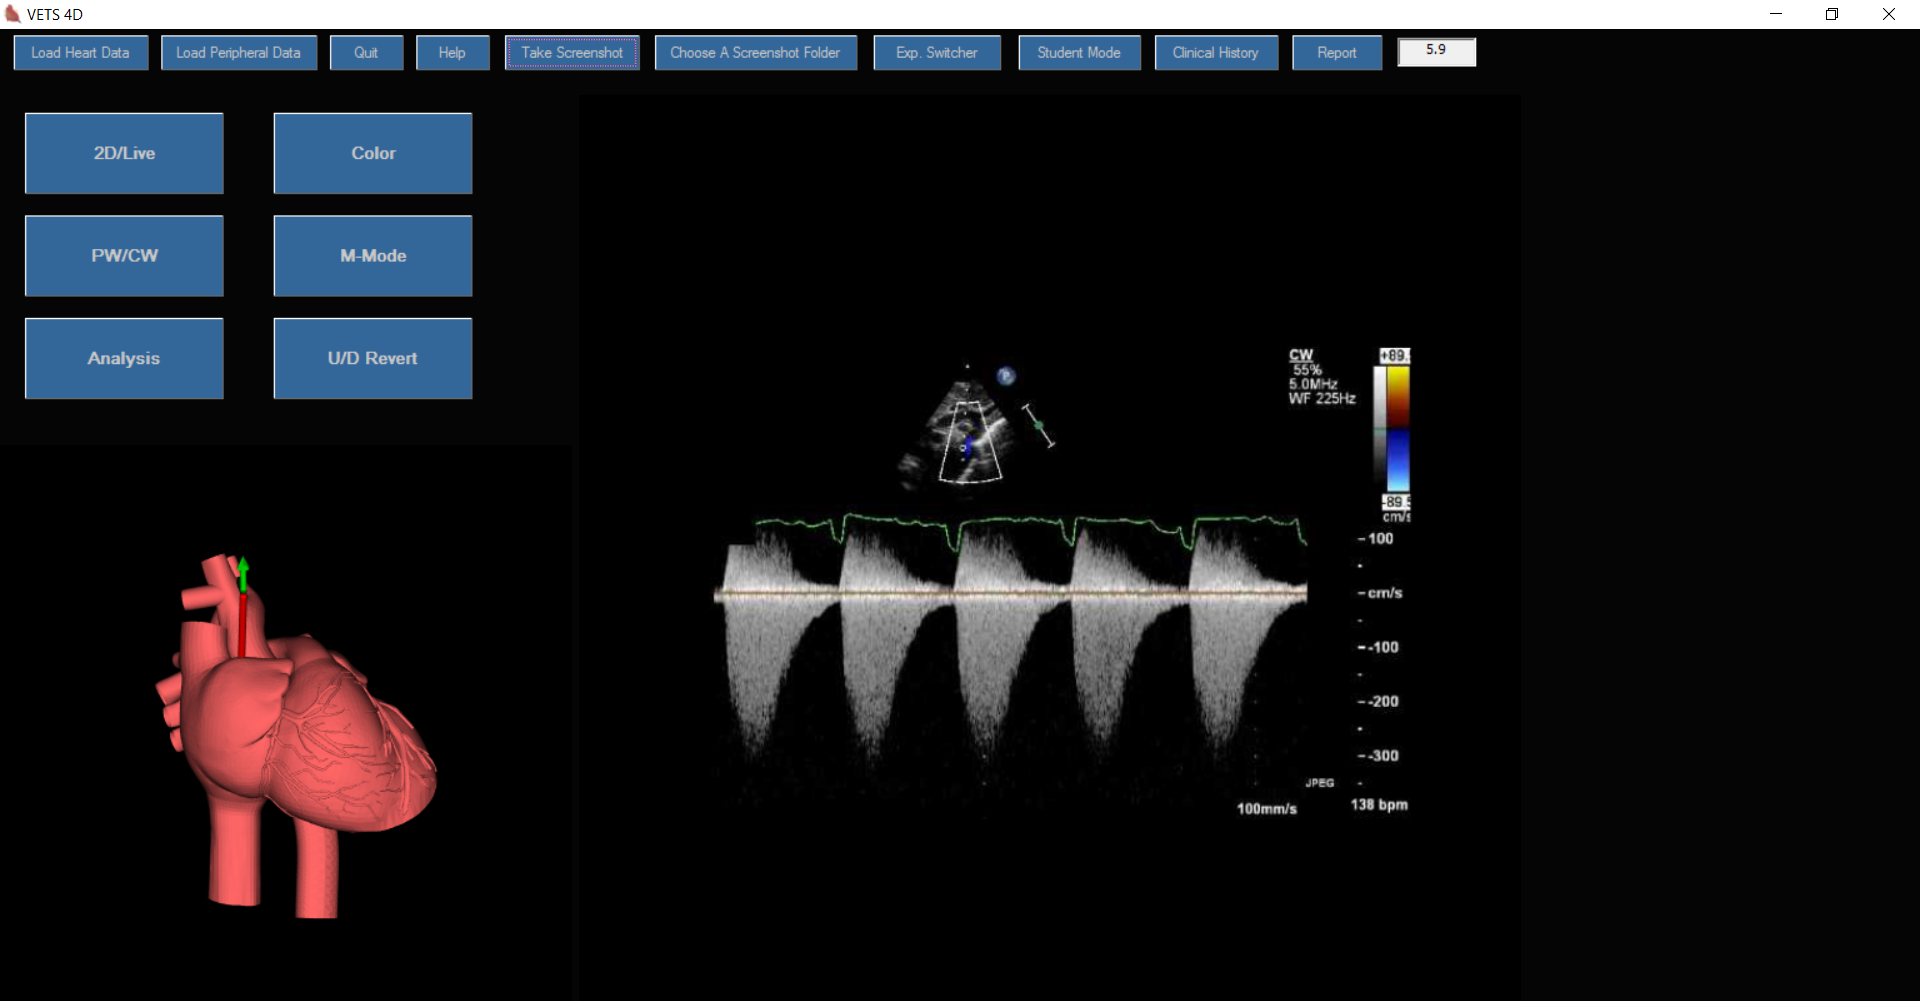 VETS 4D
Load Heart Data
Load Peripheral Data
Quit
Help
Take Screenshot
Choose A Screenshot Folder
Exp. Switcher
Student Mode
Clinical History
Report
5.9
2D/Live
Color
PW/CW
M-Mode
Analysis
U/D Revert
P
CW
55%
5.0MHz
WF 225Hz
+89.
-89.5
cm/s
-100
-cm/s
--100
--200
--300
JPEG
100mm/s
138 bpm